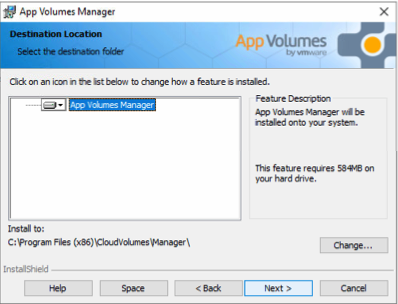 App Volumes Manager
Destination Location
Select the destination folder
App Volumes
by vmware
Click on an icon in the list below to change how a feature is installed.
App Volumes Manager
Feature Description
App Volumes Manager will be
installed onto your system.
This feature requires 584MB on
your hard drive.
Install to:
C:\Program Files (x86)\CloudVolumes\Manager\
Change...
InstallShield
Help
Space
< Back
Next >
Cancel